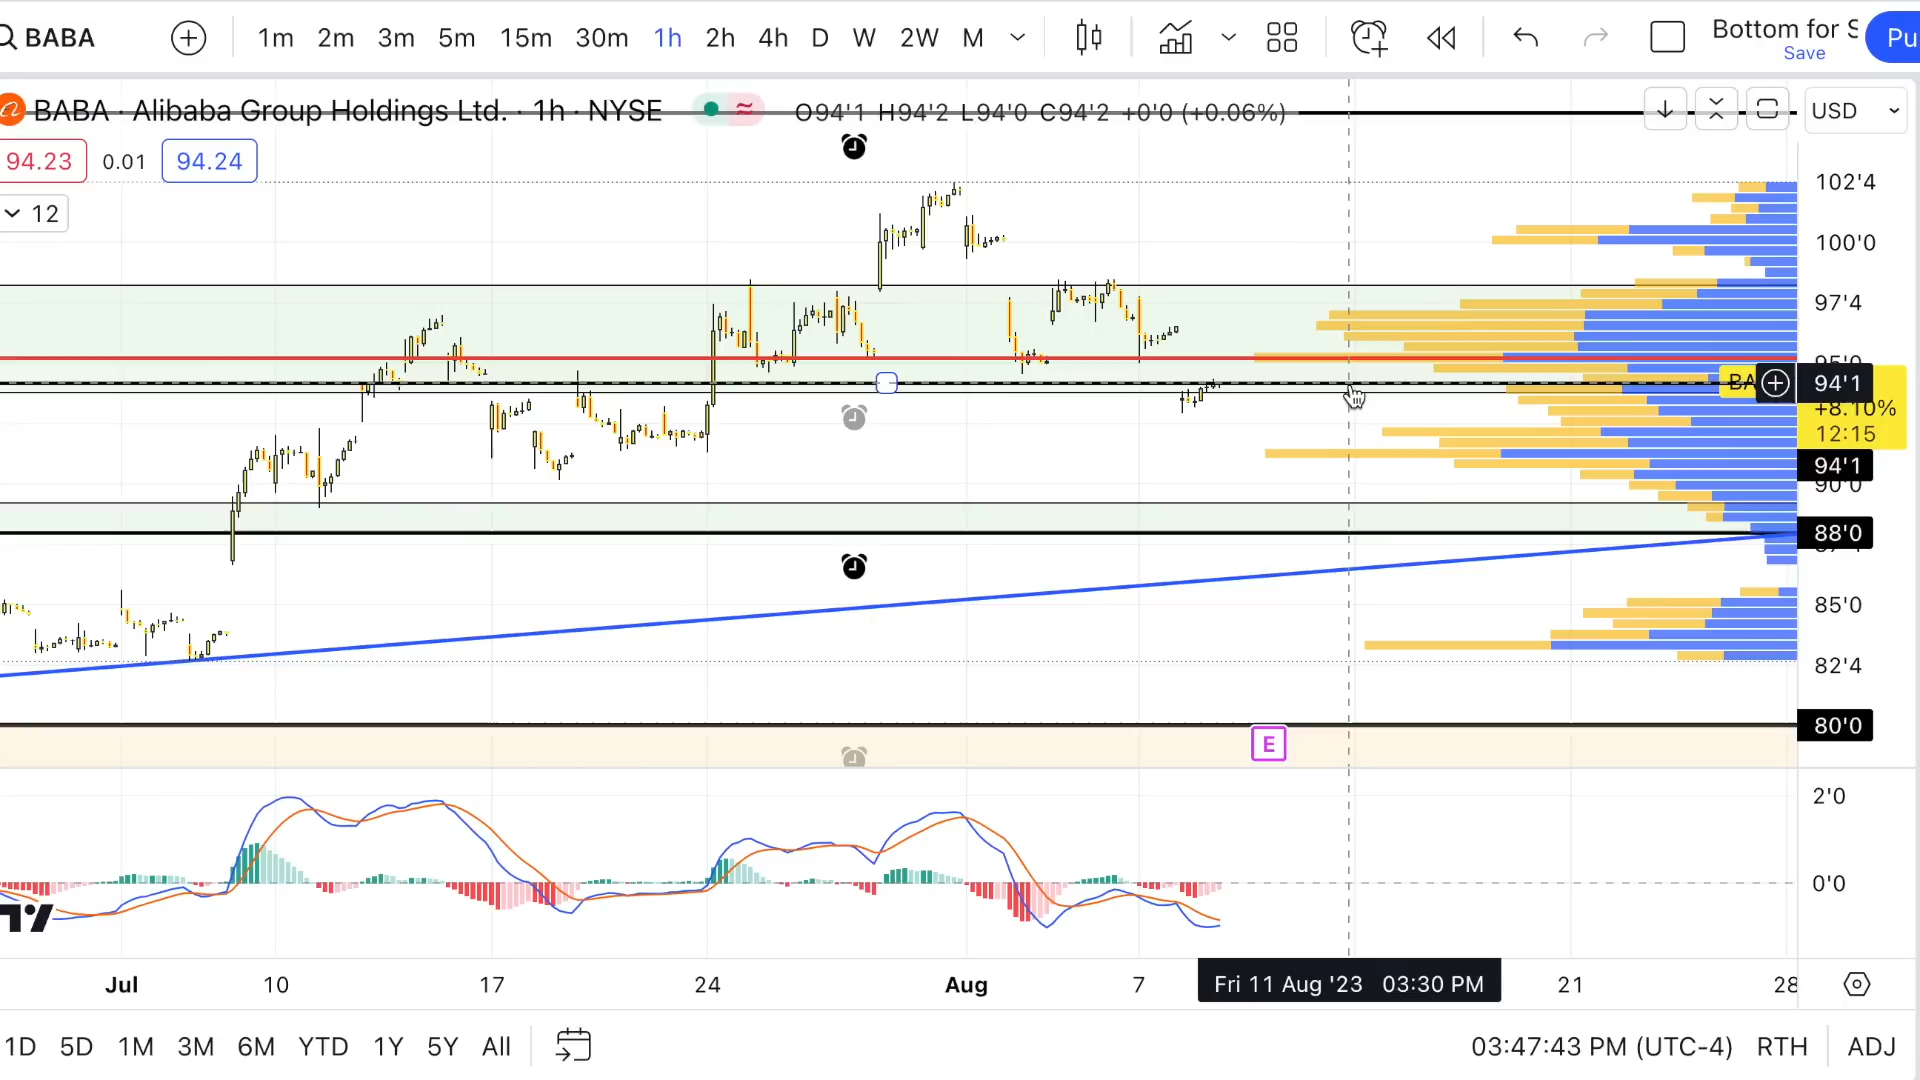 BABA
1m 2m 3m 5m 15m 30m 1h 2h 4h D W 2W M
Bottom for S
Save
Pu
BABA · Alibaba Group Holdings Ltd. · 1h · NYSE
O94'1 H94'2 L94'0 C94'2 +0'0 (+0.06%)
USD
94.23 0.01 94.24
12
102'4
100'0
97'4
BA
94'1
+8.10%
12:15
94'1
90'0
88'0
85'0
82'4
80'0
E
2'0
0'0
Jul 10 17 24 Aug 7 Fri 11 Aug '23 03:30 PM 21 28
1D 5D 1M 3M 6M YTD 1Y 5Y All
03:47:43 PM (UTC-4) RTH ADJ